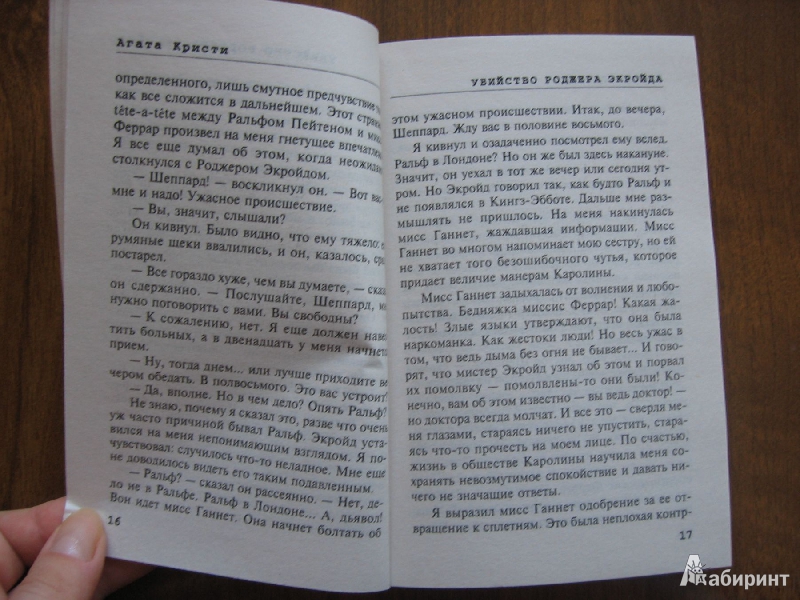 Агата Кристи
определенного, лишь смутное предчувствие
как все сложится в дальнейшем. Этот
tête-a-tête между Ральфом Пейтеном и
Феррар произвел на меня гнетущее
Я все еще думал об этом, когда
столкнулся с Роджером Экройдом.
— Шеппард! — воскликнул он. — Вот
мне и надо! Ужасное происшествие.
— Вы, значит, слышали?
Он кивнул. Было видно, что ему тяжело:
румяные щеки ввалились, и он, казалось,
постарел.
— Все гораздо хуже, чем вы думаете, —
он сдержанно. — Послушайте, Шеппард,
нужно поговорить с вами. Вы свободны?
— К сожалению, нет. Я еще должен
тить больных, а в двенадцать у меня
прием.
— Ну, тогда днем... или лучше приходите ве
чером обедать. В полвосьмого. Это вас устроит?
— Да, вполне. Но в чем дело? Опять Ральф?
Не знаю, почему я сказал это, разве что очень
уж часто причиной бывал Ральф. Экройд уста-
вился на меня непонимающим взглядом. Я по-
чувствовал: случилось что-то неладное. Мне еще
не доводилось видеть его таким подавленным.
— Ральф? — сказал он рассеянно. — Нет, де-
ло не в Ральфе. Ральф в Лондоне... А, дьявол!
Вон идет мисс Ганнет. Она начнет болтать об
16
УБИЙСТВО РОДЖЕРА ЭКРОЙДА
этом ужасном происшествии. Итак, до вечера,
Шеппард. Жду вас в половине восьмого.
Я кивнул и озадаченно посмотрел ему вслед.
Ральф в Лондоне? Но он же был здесь накануне.
Значит, он уехал в тот же вечер или сегодня ут-
ром. Но Экройд говорил так, как будто Ральф и
не появлялся в Кингз-Эбботе. Дальше мне раз-
мышлять не пришлось. На меня накинулась
мисс Ганнет, жаждавшая информации. Мисс
Ганнет во многом напоминает мою сестру, но ей
не хватает того безошибочного чутья, которое
придает величие манерам Каролины.
Мисс Ганнет задыхалась от волнения и любо-
пытства. Бедняжка миссис Феррар! Какая жа-
лость! Злые языки утверждают, что она была
наркоманка. Как жестоки люди! Но весь ужас в
том, что ведь дыма без огня не бывает... И гово-
рят, что мистер Экройд узнал об этом и порвал
их помолвку — помолвлены-то они были! Ко-
нечно, вам об этом известно — вы ведь доктор! —
но доктора всегда молчат. И все это — сверля ме-
ня глазами, стараясь ничего не упустить, стара-
ясь что-то прочесть на моем лице. По счастью,
жизнь в обществе Каролины научила меня со-
хранять невозмутимое спокойствие и давать ни-
чего не значащие ответы.
Я выразил мисс Ганнет одобрение за ее от-
вращение к сплетням. Это была неплохая контр-
17
Лабиринт